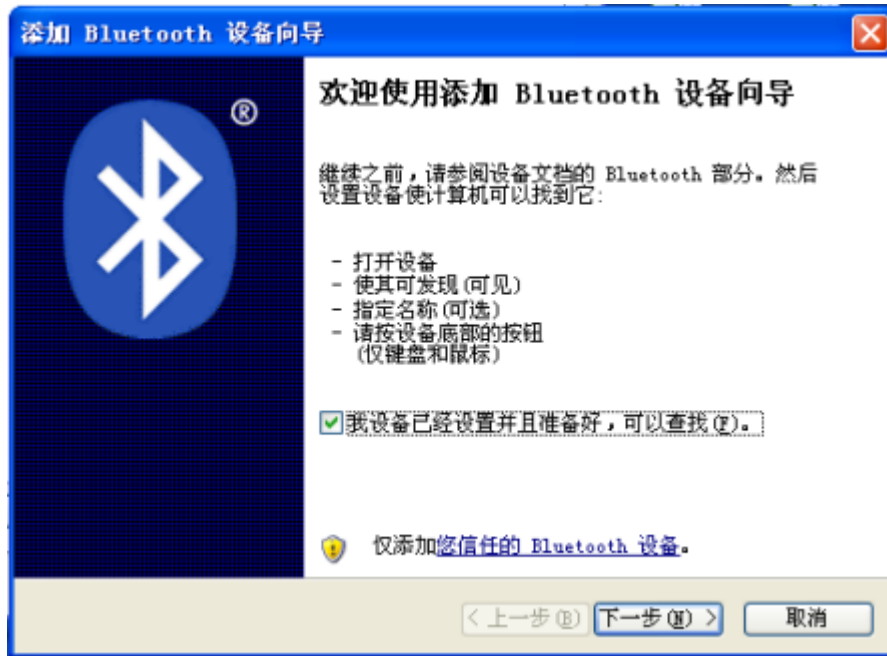 添加 Bluetooth 设备向导
®
欢迎使用添加 Bluetooth 设备向导
继续之前，请参阅设备文档的 Bluetooth 部分。然后
设置设备使计算机可以找到它:
- 打开设备
- 使其可发现(可见)
- 指定名称(可选)
- 请按设备底部的按钮
(仅键盘和鼠标)
我设备已经设置并且准备好，可以查找(F)。
仅添加您信任的 Bluetooth 设备。
< 上一步(B)
下一步(N) >
取消